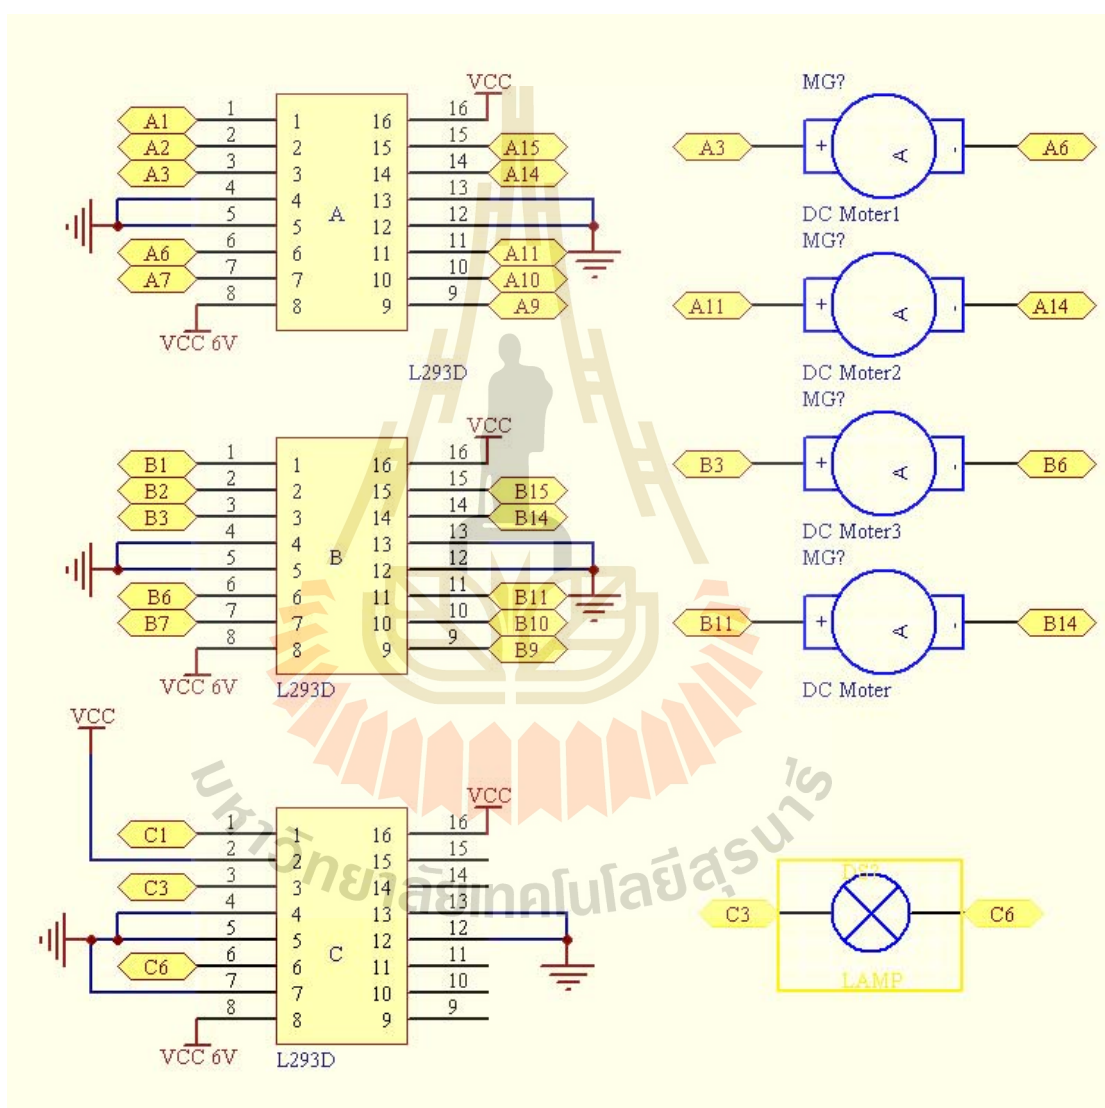 VCC
A1 1 1 16 16
A2 2 2 15 15 A15
A3 3 3 14 14 A14
4 4 13 13
5 5 A 12 12
A6 6 6 11 11 A11
A7 7 7 10 10 A10
8 8 9 9 A9
VCC 6V
L293D
MG?
A3 + A - A6
DC Moter1
MG?
A11 + A - A14
DC Moter2
VCC
B1 1 1 16 16
B2 2 2 15 15 B15
B3 3 3 14 14 B14
4 4 13 13
5 5 B 12 12
B6 6 6 11 11 B11
B7 7 7 10 10 B10
8 8 9 9 B9
VCC 6V
L293D
MG?
B3 + A - B6
DC Moter3
MG?
B11 + A - B14
DC Moter
VCC
VCC
C1 1 1 16 16
2 2 15 15
C3 3 3 14 14
4 4 13 13
5 5 C 12 12
C6 6 6 11 11
7 7 10 10
8 8 9 9
VCC 6V
L293D
DS?
C3 C6
LAMP
มหาวิทยาลัยเทคโนโลยีสุรนารี